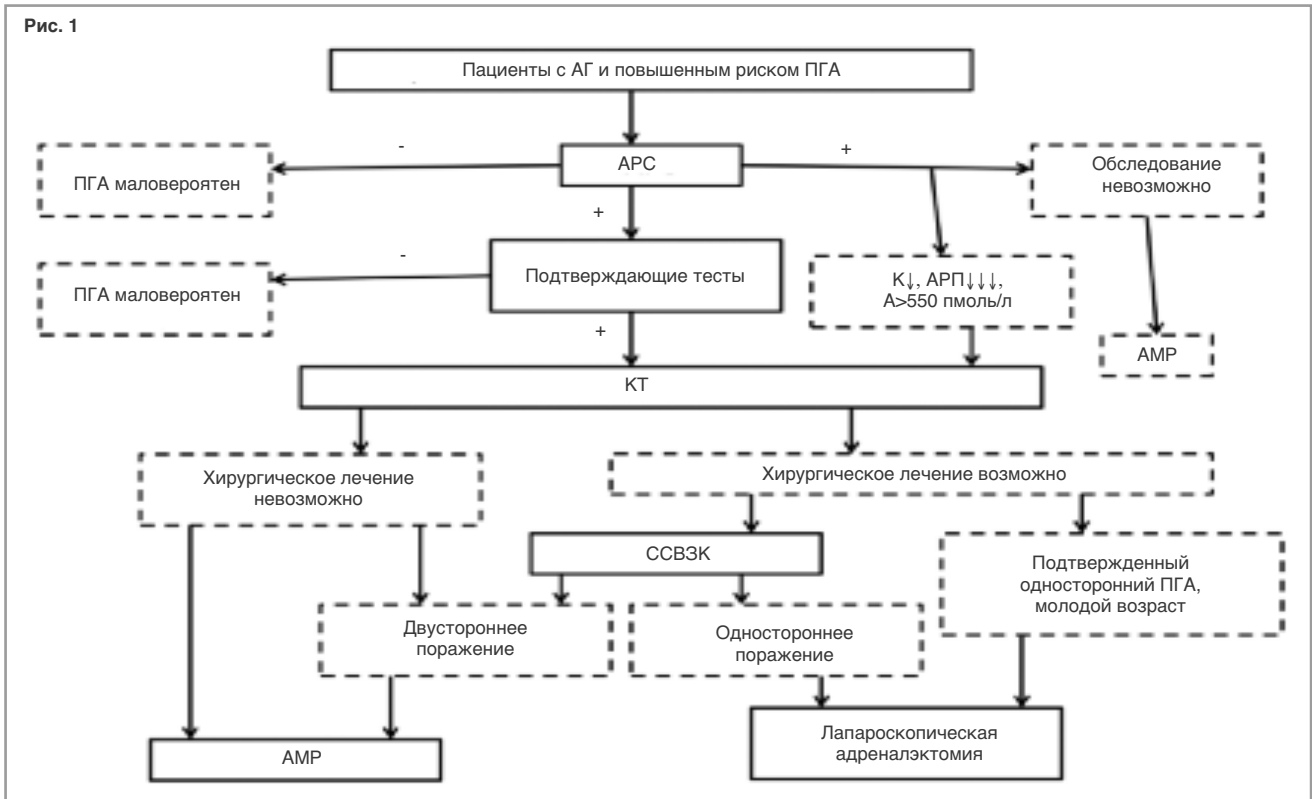 Рис. 1
Пациенты с АГ и повышенным риском ПГА
-
+
АРС
ПГА маловероятен
Обследование
невозможно
+
-
Подтверждающие тесты
ПГА маловероятен
К↓, АРП↓↓↓,
А>550 пмоль/л
+
АМР
КТ
Хирургическое лечение
невозможно
Хирургическое лечение возможно
ССВЗК
Подтвержденный
односторонний ПГА,
молодой возраст
Двустороннее
поражение
Одностороннее
поражение
АМР
Лапароскопическая
адреналэктомия